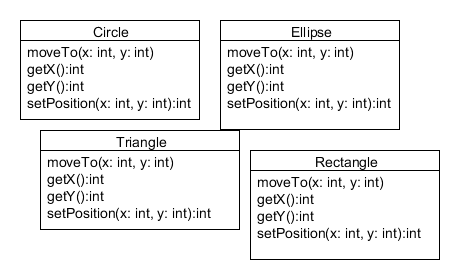 Circle
moveTo(x: int, y: int)
getX():int
getY():int
setPosition(x: int, y: int):int
Ellipse
moveTo(x: int, y: int)
getX():int
getY():int
setPosition(x: int, y: int):int
Triangle
moveTo(x: int, y: int)
getX():int
getY():int
setPosition(x: int, y: int):int
Rectangle
moveTo(x: int, y: int)
getX():int
getY():int
setPosition(x: int, y: int):int